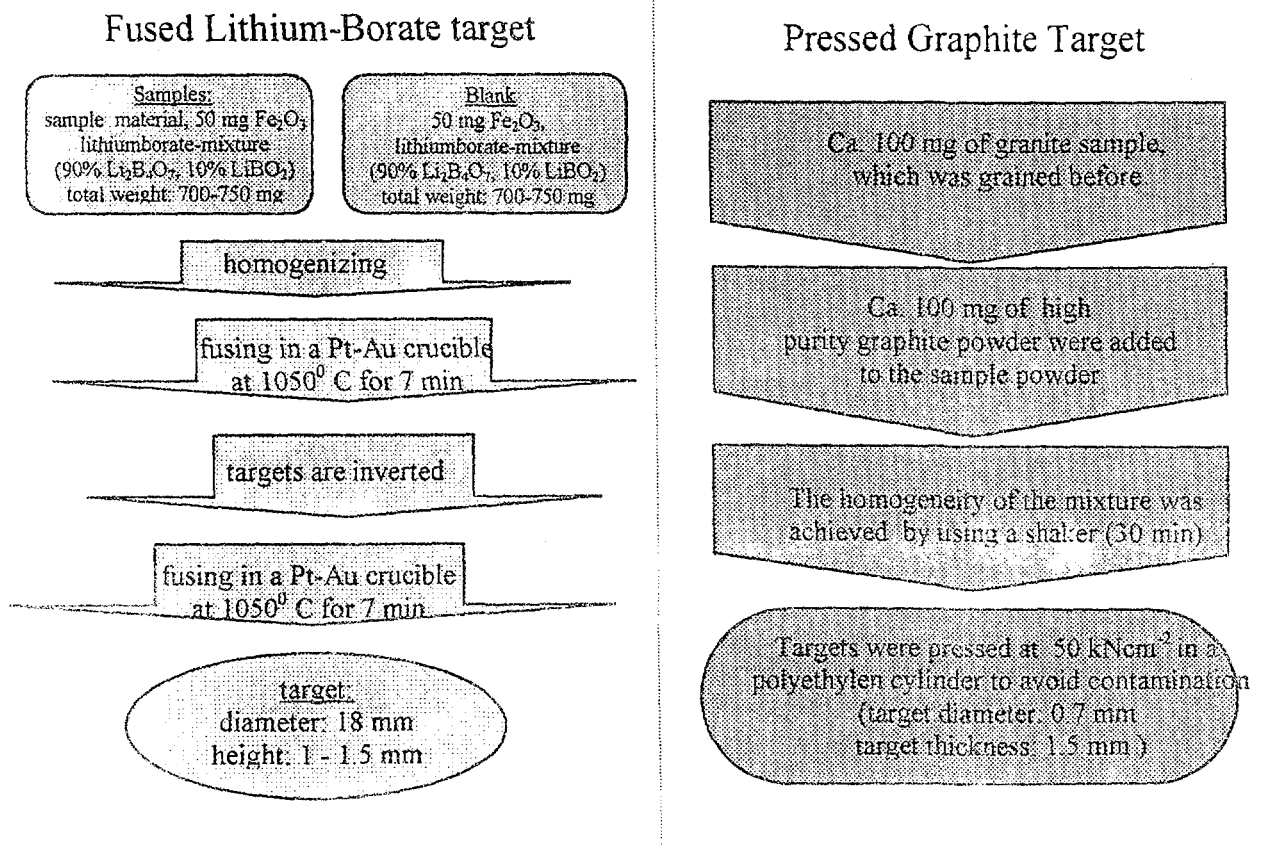 Fused Lithium-Borate target
Samples:
sample material, 50 mg Fe₂O₃
lithiumborate-mixture
(90% Li₂B₄O₇, 10% LiBO₂)
total weight: 700-750 mg
Blank
50 mg Fe₂O₃,
lithiumborate-mixture
(90% Li₂B₄O₇, 10% LiBO₂)
total weight: 700-750 mg
homogenizing
fusing in a Pt-Au crucible
at 1050⁰ C for 7 min
targets are inverted
fusing in a Pt-Au crucible
at 1050⁰ C for 7 min
target:
diameter: 18 mm
height: 1 - 1.5 mm
Pressed Graphite Target
Ca. 100 mg of granite sample,
which was grained before
Ca. 100 mg of high
purity graphite powder were added
to the sample powder
The homogeneity of the mixture was
achieved by using a shaker (30 min)
Targets were pressed at 50 kNcm⁻² in a
polyethylen cylinder to avoid contamination
(target diameter: 0.7 mm
target thickness: 1.5 mm )